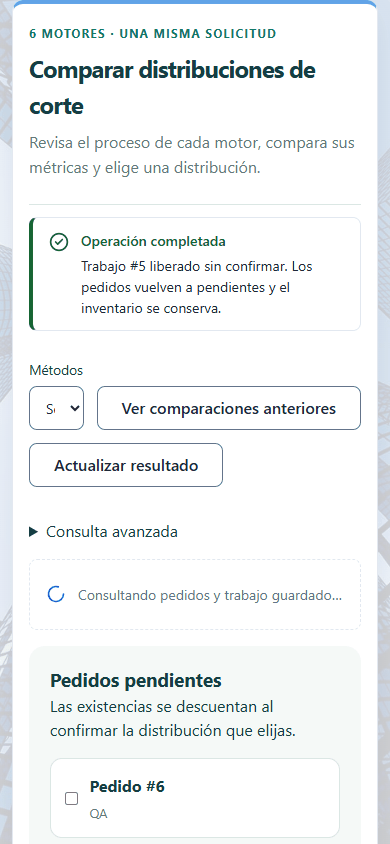 6 MOTORES · UNA MISMA SOLICITUD
Comparar distribuciones de
corte
Revisa el proceso de cada motor, compara sus
métricas y elige una distribución.
Operación completada
Trabajo #5 liberado sin confirmar. Los
pedidos vuelven a pendientes y el
inventario se conserva.
Métodos
Ver comparaciones anteriores
Actualizar resultado
Consulta avanzada
Consultando pedidos y trabajo guardado...
Pedidos pendientes
Las existencias se descuentan al
confirmar la distribución que elijas.
Pedido #6
QA